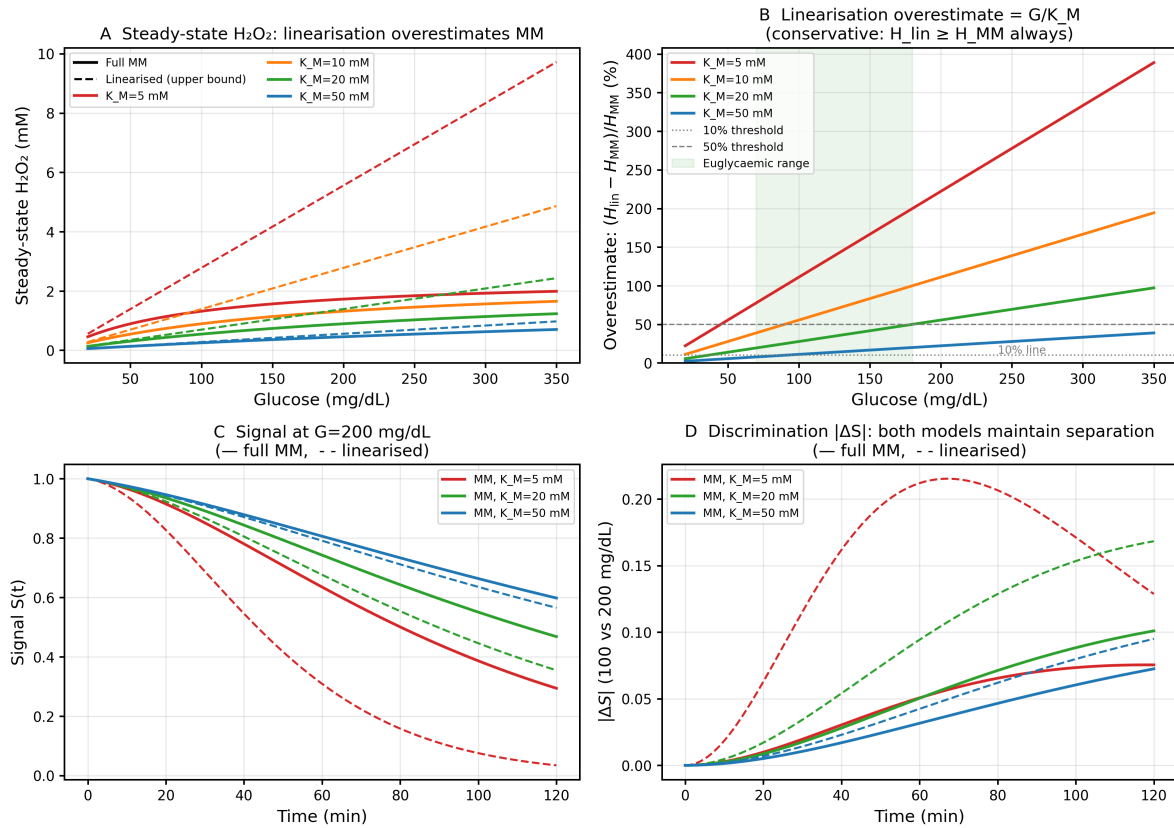 A  Steady-state H₂O₂: linearisation overestimates MM
Steady-state H₂O₂ (mM)
10
8
6
4
2
0
Full MM
Linearised (upper bound)
K_M=5 mM
K_M=10 mM
K_M=20 mM
K_M=50 mM
50 100 150 200 250 300 350
Glucose (mg/dL)
B  Linearisation overestimate = G/K_M
(conservative: H_lin ≥ H_MM always)
Overestimate: (H_lin − H_MM)/H_MM (%)
400
350
300
250
200
150
100
50
0
K_M=5 mM
K_M=10 mM
K_M=20 mM
K_M=50 mM
10% threshold
50% threshold
Euglycaemic range
10% line
50 100 150 200 250 300 350
Glucose (mg/dL)
C  Signal at G=200 mg/dL
(— full MM,  - - linearised)
Signal S(t)
1.0
0.8
0.6
0.4
0.2
0.0
MM, K_M=5 mM
MM, K_M=20 mM
MM, K_M=50 mM
0 20 40 60 80 100 120
Time (min)
D  Discrimination |ΔS|: both models maintain separation
(— full MM,  - - linearised)
|ΔS| (100 vs 200 mg/dL)
0.20
0.15
0.10
0.05
0.00
MM, K_M=5 mM
MM, K_M=20 mM
MM, K_M=50 mM
0 20 40 60 80 100 120
Time (min)